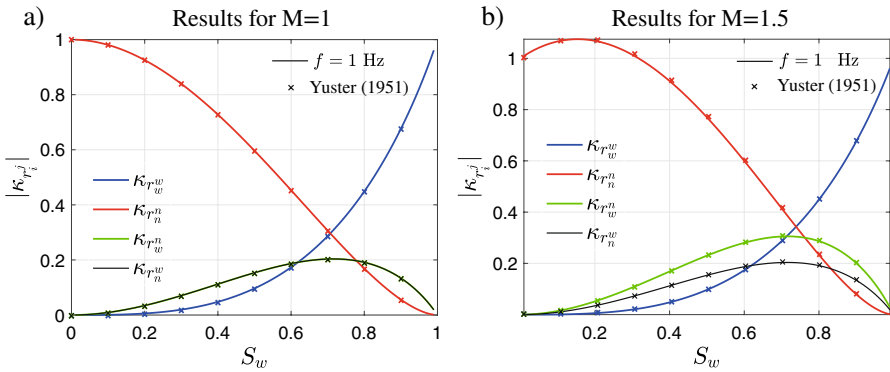 a) Results for M=1
f = 1 Hz
Yuster (1951)
κ_{r_w^w}
κ_{r_n^n}
κ_{r_w^n}
κ_{r_n^w}
|κ_{r_i^j}|
1
0.8
0.6
0.4
0.2
0
0 0.2 0.4 0.6 0.8 1
S_w
b) Results for M=1.5
f = 1 Hz
Yuster (1951)
κ_{r_w^w}
κ_{r_n^n}
κ_{r_w^n}
κ_{r_n^w}
|κ_{r_i^j}|
1
0.8
0.6
0.4
0.2
0.2 0.4 0.6 0.8
S_w